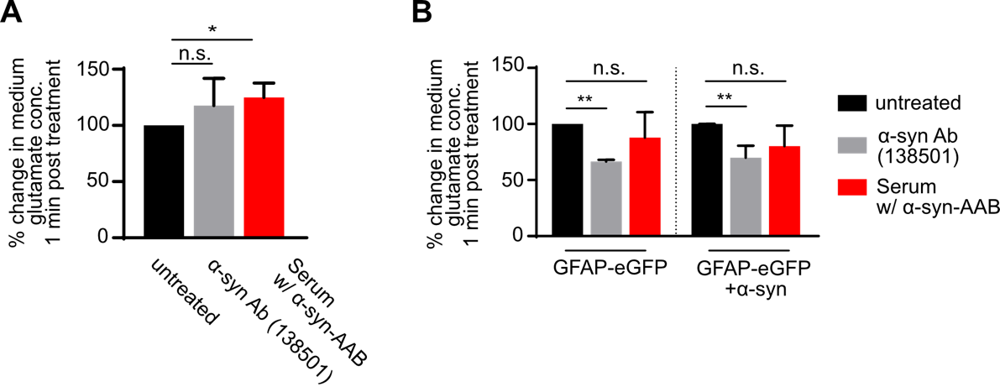 A
% change in medium
glutamate conc.
1 min post treatment
150
100
50
0
*
n.s.
untreated
α-syn Ab (138501)
Serum
w/ α-syn-AAB
B
% change in medium
glutamate conc.
1 min post treatment
150
100
50
0
n.s.
**
n.s.
**
GFAP-eGFP
GFAP-eGFP
+α-syn
untreated
α-syn Ab
(138501)
Serum
w/ α-syn-AAB